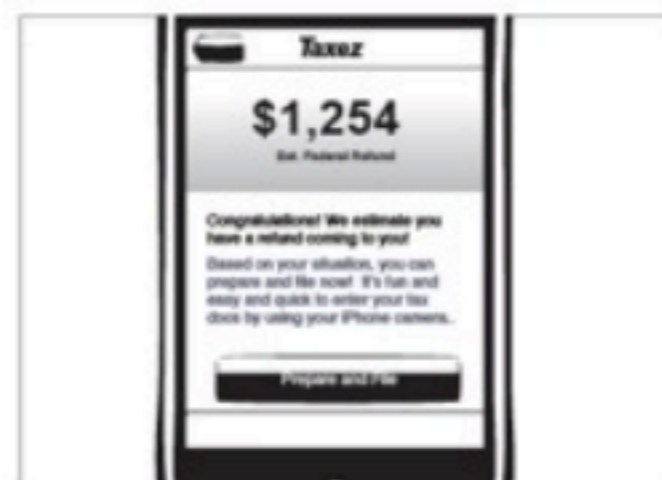 Taxez
$1,254
Est. Federal Refund
Congratulations! We estimate you
have a refund coming to you!
Based on your situation, you can
prepare and file now! It's fun and
easy and quick to enter your tax
docs by using your iPhone camera..
Prepare and File